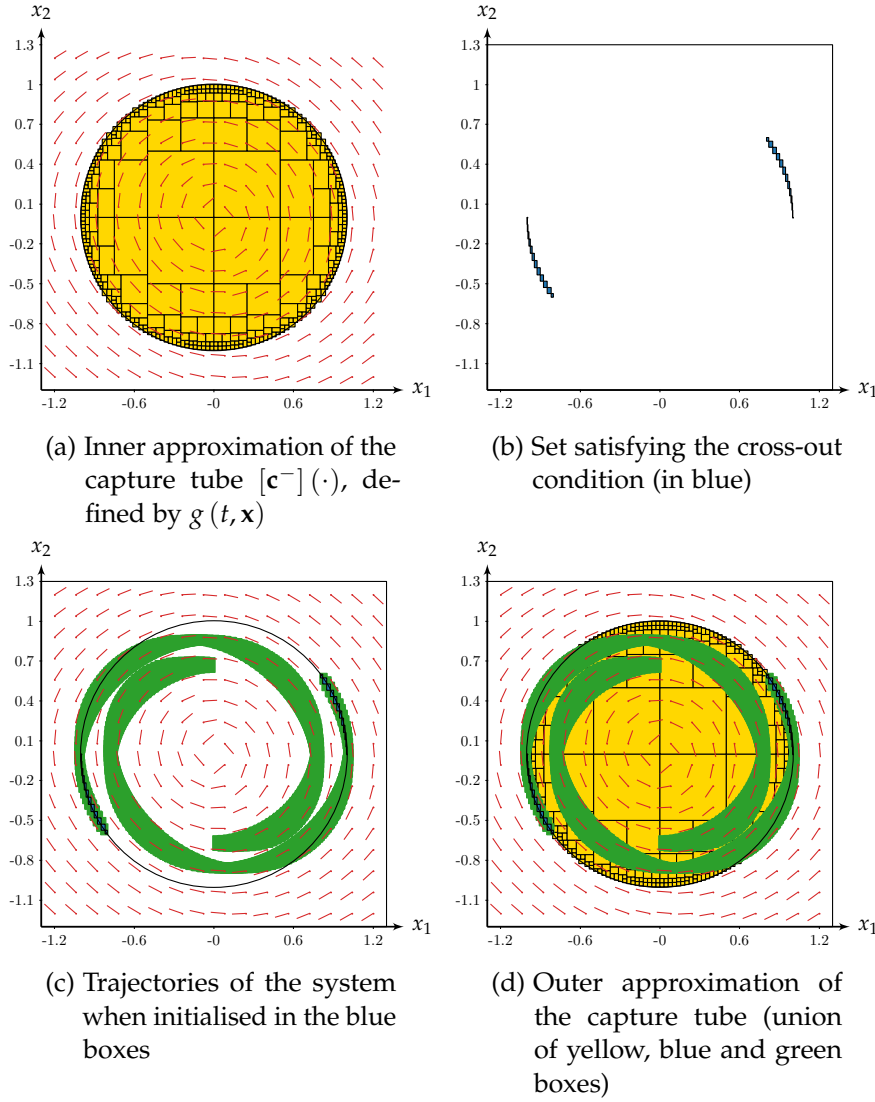 x₂
x₂
1.3
1
0.7
0.4
0.1
-0.2
-0.5
-0.8
-1.1
-1.2
-0.6
-0
0.6
1.2
x₁
1.3
1
0.7
0.4
0.1
-0.2
-0.5
-0.8
-1.1
-1.2
-0.6
-0
0.6
1.2
x₁
(a) Inner approximation of the
capture tube [c⁻] (·), de-
fined by g (t, x)
(b) Set satisfying the cross-out
condition (in blue)
x₂
x₂
1.3
1
0.7
0.4
0.1
-0.2
-0.5
-0.8
-1.1
-1.2
-0.6
-0
0.6
1.2
x₁
1.3
1
0.7
0.4
0.1
-0.2
-0.5
-0.8
-1.1
-1.2
-0.6
-0
0.6
1.2
x₁
(c) Trajectories of the system
when initialised in the blue
boxes
(d) Outer approximation of
the capture tube (union
of yellow, blue and green
boxes)